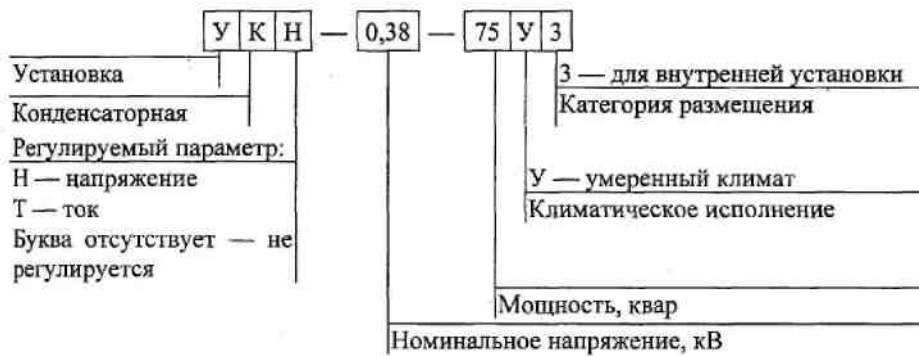 У К Н — 0,38 — 75 У 3
Установка
Конденсаторная
Регулируемый параметр:
Н — напряжение
Т — ток
Буква отсутствует — не
регулируется
3 — для внутренней установки
Категория размещения
У — умеренный климат
Климатическое исполнение
Мощность, квар
Номинальное напряжение, кВ